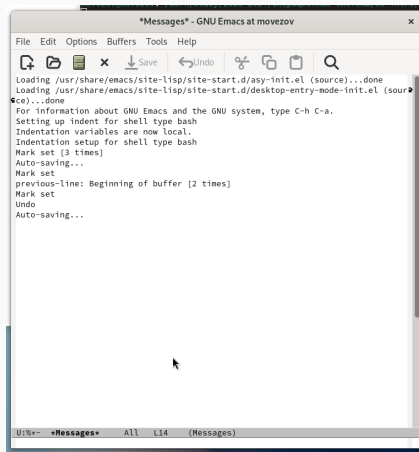 *Messages* - GNU Emacs at movezov
File Edit Options Buffers Tools Help
Save Undo
Loading /usr/share/emacs/site-lisp/site-start.d/asy-init.el (source)...done
Loading /usr/share/emacs/site-lisp/site-start.d/desktop-entry-mode-init.el (sour
ce)...done
For information about GNU Emacs and the GNU system, type C-h C-a.
Setting up indent for shell type bash
Indentation variables are now local.
Indentation setup for shell type bash
Mark set [3 times]
Auto-saving...
Mark set
previous-line: Beginning of buffer [2 times]
Mark set
Undo
Auto-saving...
U:%*- *Messages* All L14 (Messages)